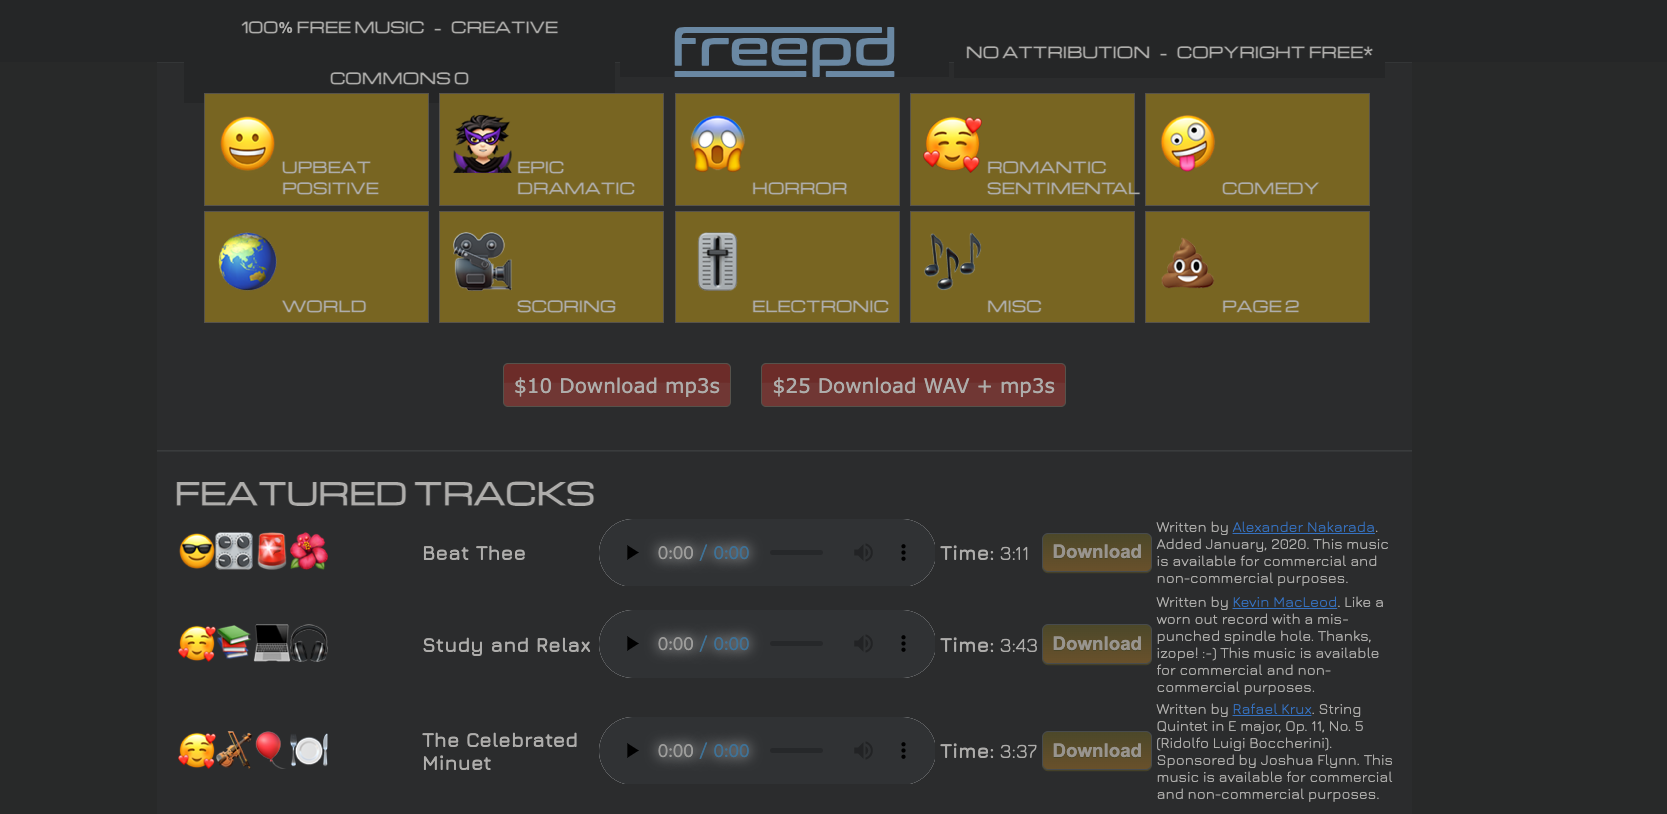 100% FREE MUSIC - CREATIVE
COMMONS 0
freepd
NO ATTRIBUTION - COPYRIGHT FREE*
UPBEAT
POSITIVE
EPIC
DRAMATIC
HORROR
ROMANTIC
SENTIMENTAL
COMEDY
WORLD
SCORING
ELECTRONIC
MISC
PAGE 2
$10 Download mp3s
$25 Download WAV + mp3s
FEATURED TRACKS
Beat Thee
0:00 / 0:00
Time: 3:11
Download
Written by Alexander Nakarada.
Added January, 2020. This music
is available for commercial and
non-commercial purposes.
Study and Relax
0:00 / 0:00
Time: 3:43
Download
Written by Kevin MacLeod. Like a
worn out record with a mis-
punched spindle hole. Thanks,
izope! :-) This music is available
for commercial and non-
commercial purposes.
The Celebrated
Minuet
0:00 / 0:00
Time: 3:37
Download
Written by Rafael Krux. String
Quintet in E major, Op. 11, No. 5
(Ridolfo Luigi Boccherini).
Sponsored by Joshua Flynn. This
music is available for commercial
and non-commercial purposes.